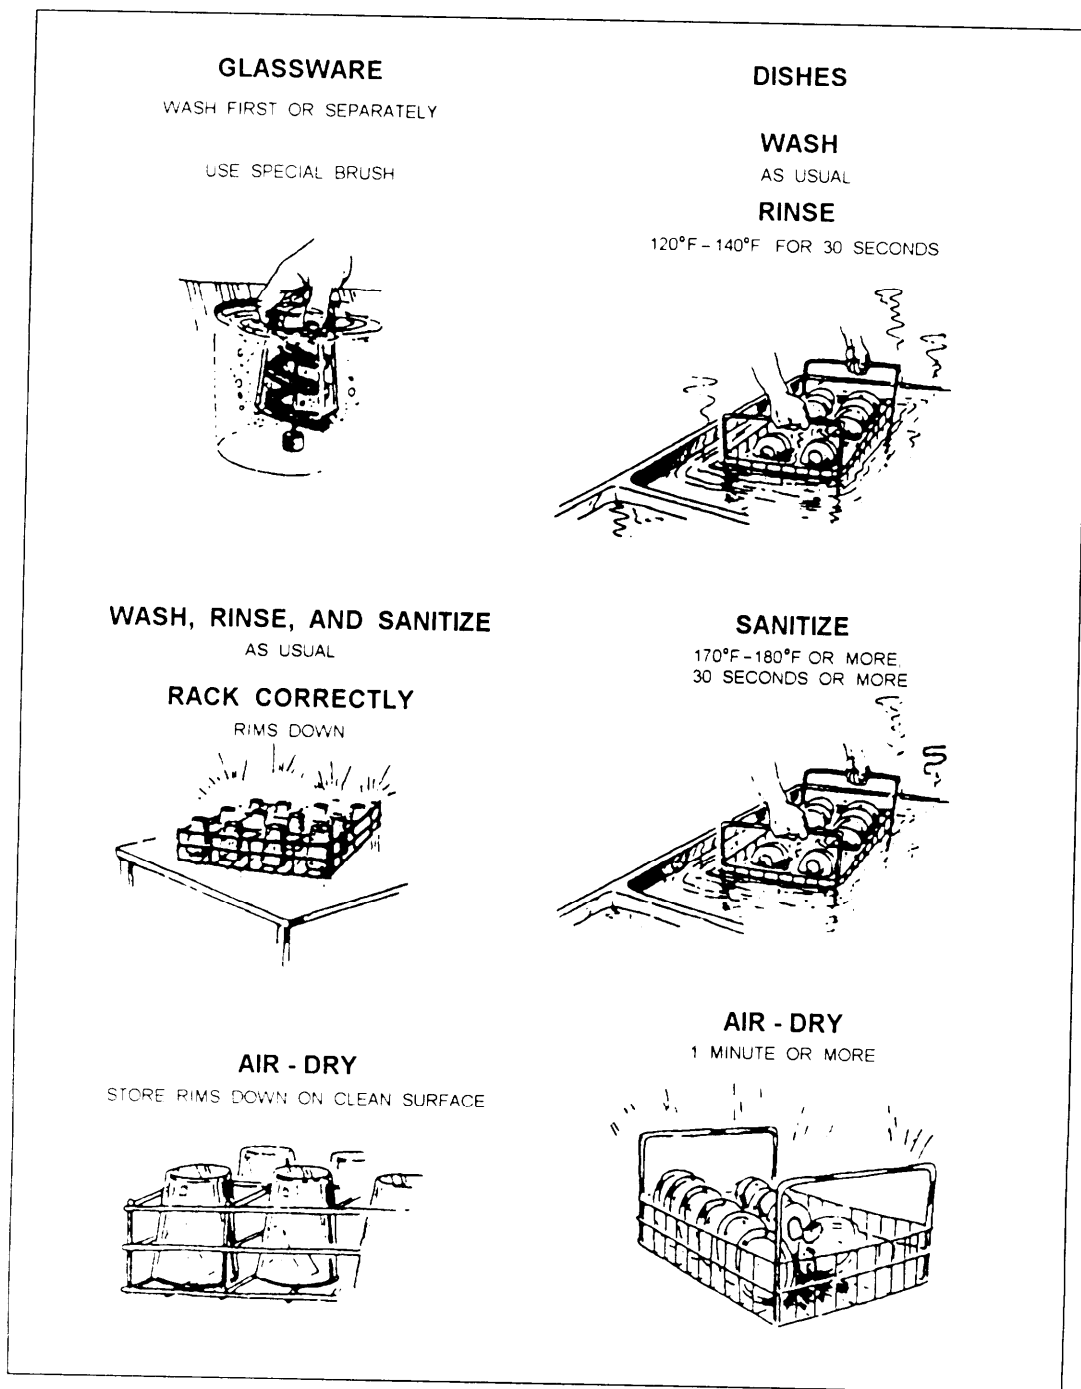 GLASSWARE
WASH FIRST OR SEPARATELY
USE SPECIAL BRUSH
WASH, RINSE, AND SANITIZE
AS USUAL
RACK CORRECTLY
RIMS DOWN
AIR - DRY
STORE RIMS DOWN ON CLEAN SURFACE
DISHES
WASH
AS USUAL
RINSE
120°F – 140°F FOR 30 SECONDS
SANITIZE
170°F–180°F OR MORE,
30 SECONDS OR MORE
AIR - DRY
1 MINUTE OR MORE